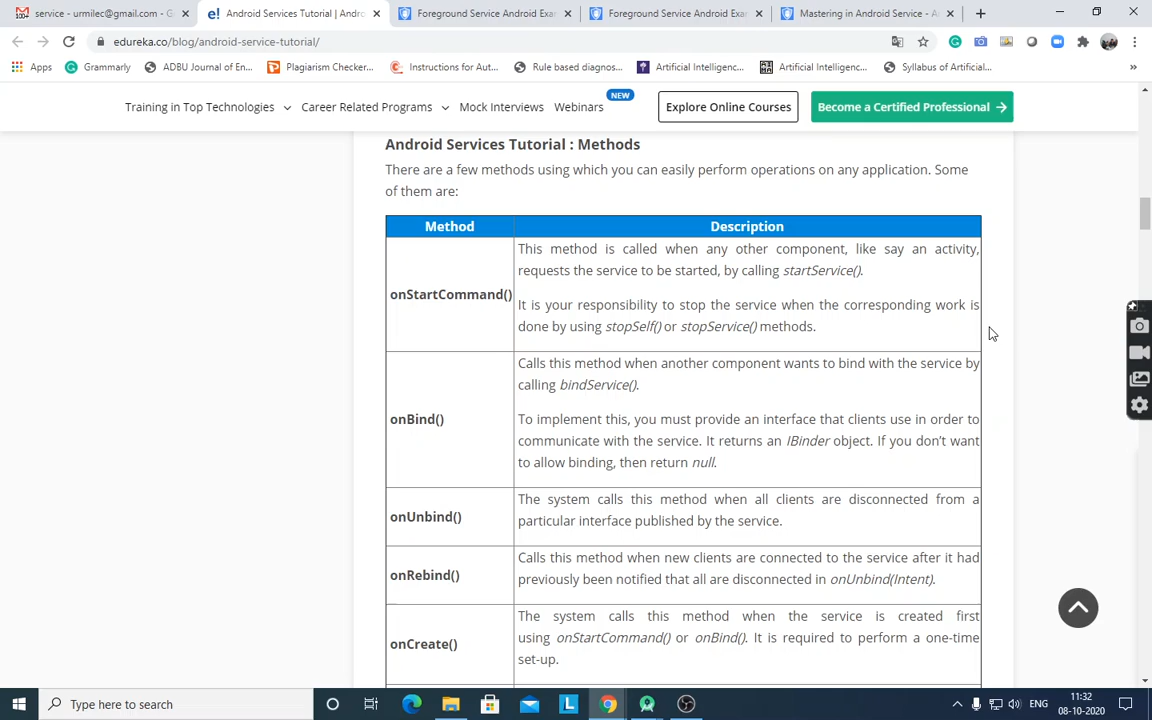 service - urmilec@gmail.com - G
Android Services Tutorial | Andro
Foreground Service Android Exar
Foreground Service Android Exar
Mastering in Android Service - A
edureka.co/blog/android-service-tutorial/
Apps
Grammarly
ADBU Journal of En...
Plagiarism Checker...
Instructions for Aut...
Rule based diagnos...
Artificial Intelligenc...
Artificial Intelligenc...
Syllabus of Artificial...
»
NEW
Training in Top Technologies
Career Related Programs
Mock Interviews
Webinars
Explore Online Courses
Become a Certified Professional
Android Services Tutorial : Methods
There are a few methods using which you can easily perform operations on any application. Some
of them are:
Method
Description
onStartCommand()
This method is called when any other component, like say an activity,
requests the service to be started, by calling startService().
It is your responsibility to stop the service when the corresponding work is
done by using stopSelf() or stopService() methods.
onBind()
Calls this method when another component wants to bind with the service by
calling bindService().
To implement this, you must provide an interface that clients use in order to
communicate with the service. It returns an IBinder object. If you don't want
to allow binding, then return null.
onUnbind()
The system calls this method when all clients are disconnected from a
particular interface published by the service.
onRebind()
Calls this method when new clients are connected to the service after it had
previously been notified that all are disconnected in onUnbind(Intent).
onCreate()
The system calls this method when the service is created first
using onStartCommand() or onBind(). It is required to perform a one-time
set-up.
Type here to search
ENG
11:32
08-10-2020